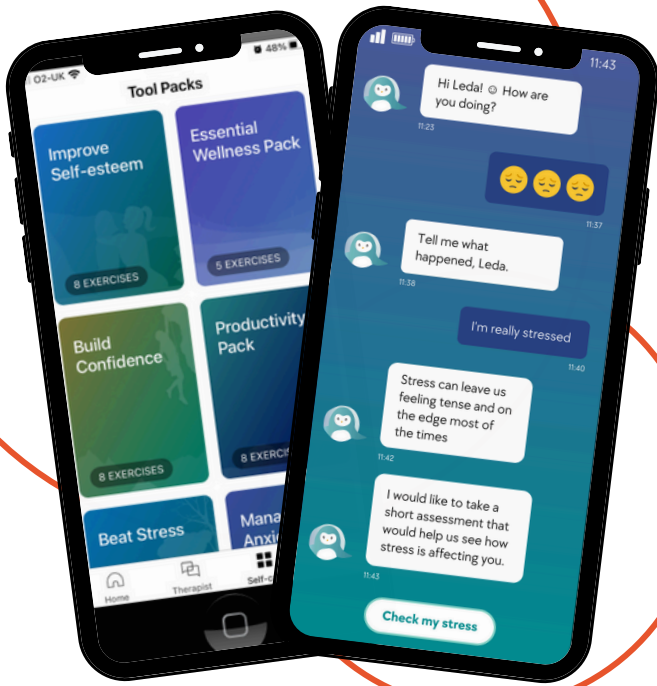 O2-UK
48%
Tool Packs
Improve
Self-esteem
8 EXERCISES
Essential
Wellness Pack
5 EXERCISES
Build
Confidence
8 EXERCISES
Productivity
Pack
8 EXERCI
Beat Stress
Mana
Anxi
Home
Therapist
Self-c
11:43
Hi Leda! ☺ How are
you doing?
11:23
😔😔😔
11:37
Tell me what
happened, Leda.
11:38
I'm really stressed
11:40
Stress can leave us
feeling tense and on
the edge most of
the times
11:42
I would like to take a
short assessment that
would help us see how
stress is affecting you.
11:43
Check my stress